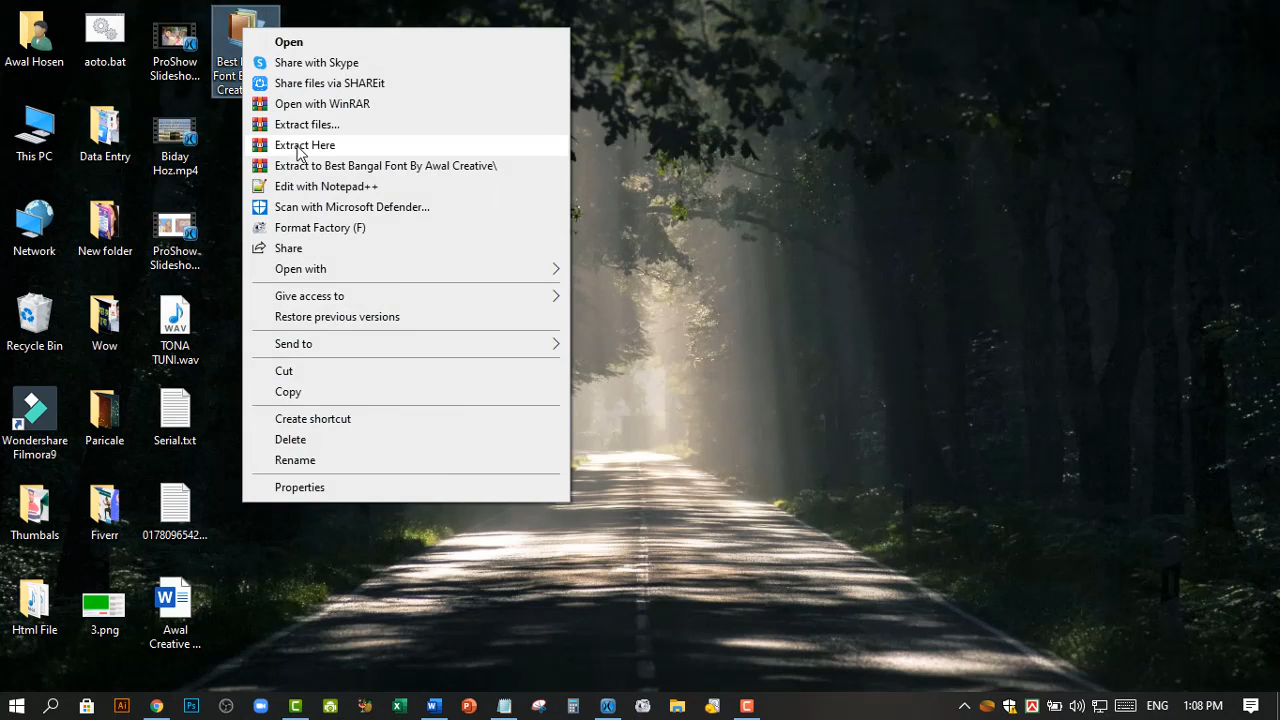 Awal Hosen
aoto.bat
ProShow
Slidesho...
Best
Font B
Creat
This PC
Data Entry
Biday
Hoz.mp4
Network
New folder
ProShow
Slidesho...
Recycle Bin
Wow
TONA
TUNI.wav
WAV
Wondershare
Filmora9
Paricale
Serial.txt
Thumbals
Fiverr
0178096542...
Html File
3.png
Awal
Creative ...
Open
Share with Skype
Share files via SHAREit
Open with WinRAR
Extract files...
Extract Here
Extract to Best Bangal Font By Awal Creative\
Edit with Notepad++
Scan with Microsoft Defender...
Format Factory (F)
Share
Open with
Give access to
Restore previous versions
Send to
Cut
Copy
Create shortcut
Delete
Rename
Properties
ENG
1:08 PM